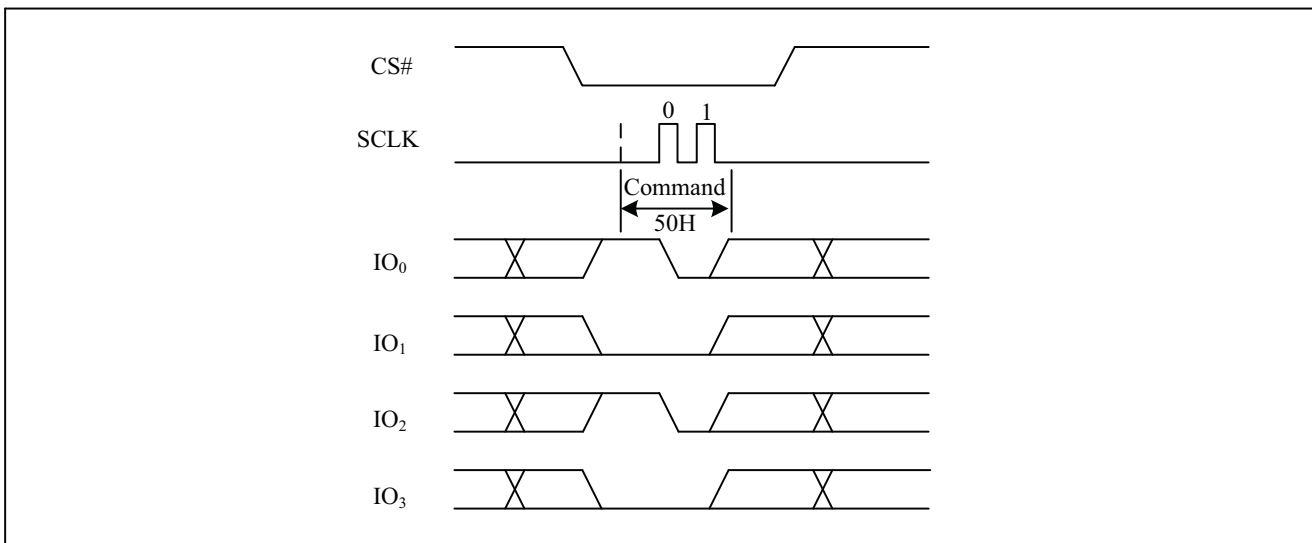 CS#
0 1
SCLK
Command
50H
IO₀
IO₁
IO₂
IO₃